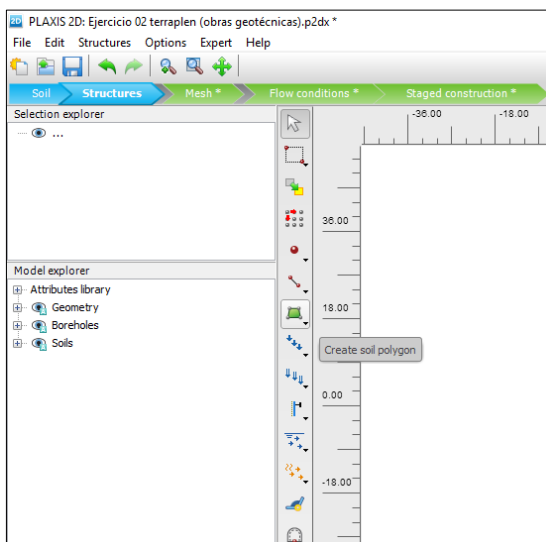 PLAXIS 2D: Ejercicio 02 terraplen (obras geotécnicas).p2dx *
File Edit Structures Options Expert Help
Soil Structures Mesh * Flow conditions * Staged construction *
Selection explorer
...
-36.00 -18.00
36.00
Model explorer
Attributes library
Geometry
Boreholes
Soils
18.00
Create soil polygon
0.00
-18.00